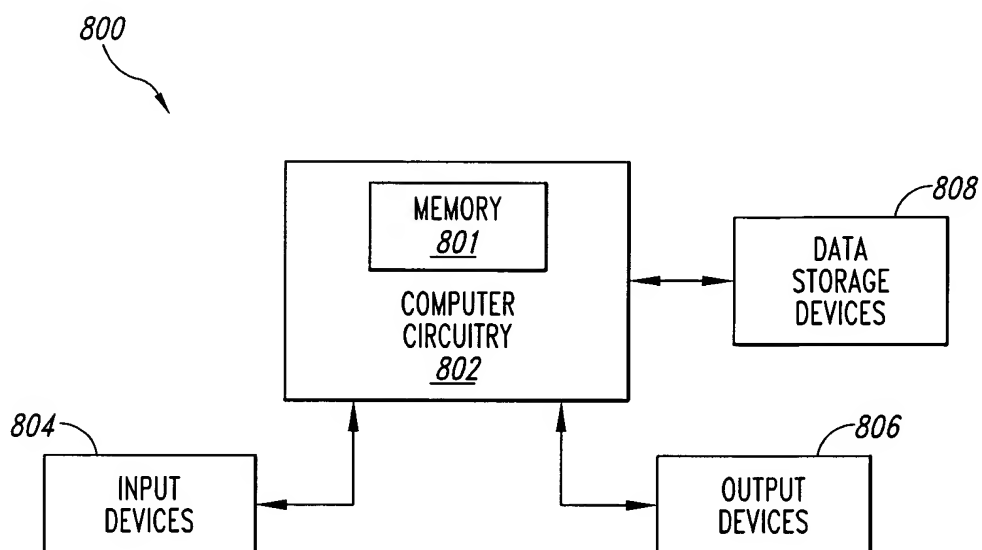 800
MEMORY
801
COMPUTER
CIRCUITRY
802
808
DATA
STORAGE
DEVICES
804
INPUT
DEVICES
806
OUTPUT
DEVICES